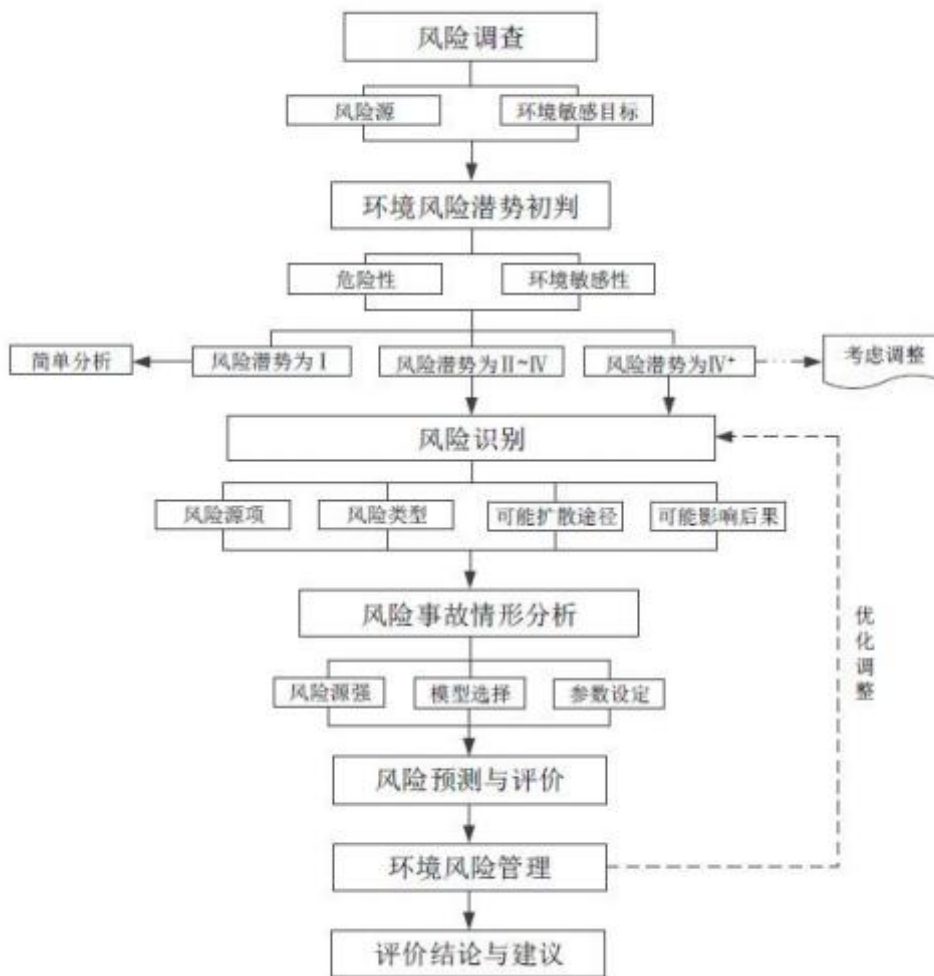 风险调查
风险源
环境敏感目标
环境风险潜势初判
危险性
环境敏感性
简单分析
风险潜势为Ⅰ
风险潜势为Ⅱ~Ⅳ
风险潜势为Ⅳ⁺
考虑调整
风险识别
风险源项
风险类型
可能扩散途径
可能影响后果
风险事故情形分析
优化调整
风险源强
模型选择
参数设定
风险预测与评价
环境风险管理
评价结论与建议